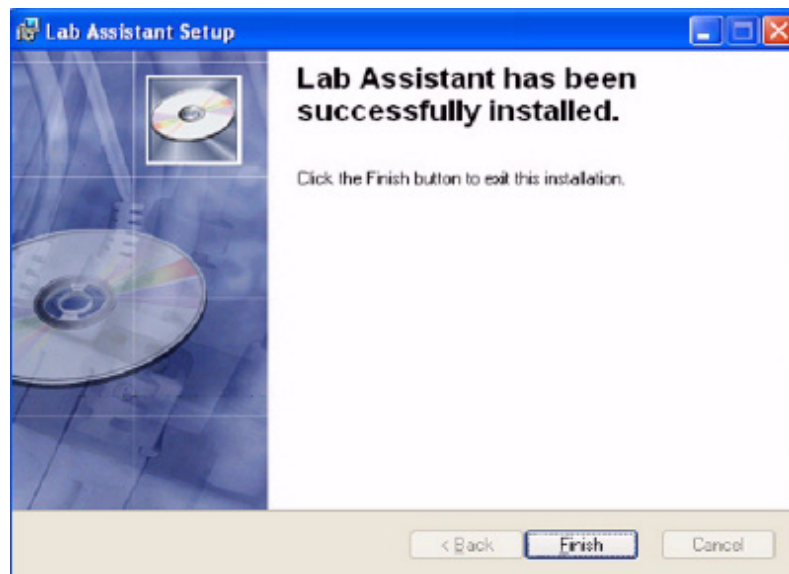 Lab Assistant Setup
Lab Assistant has been
successfully installed.
Click the Finish button to exit this installation.
< Back Finish Cancel